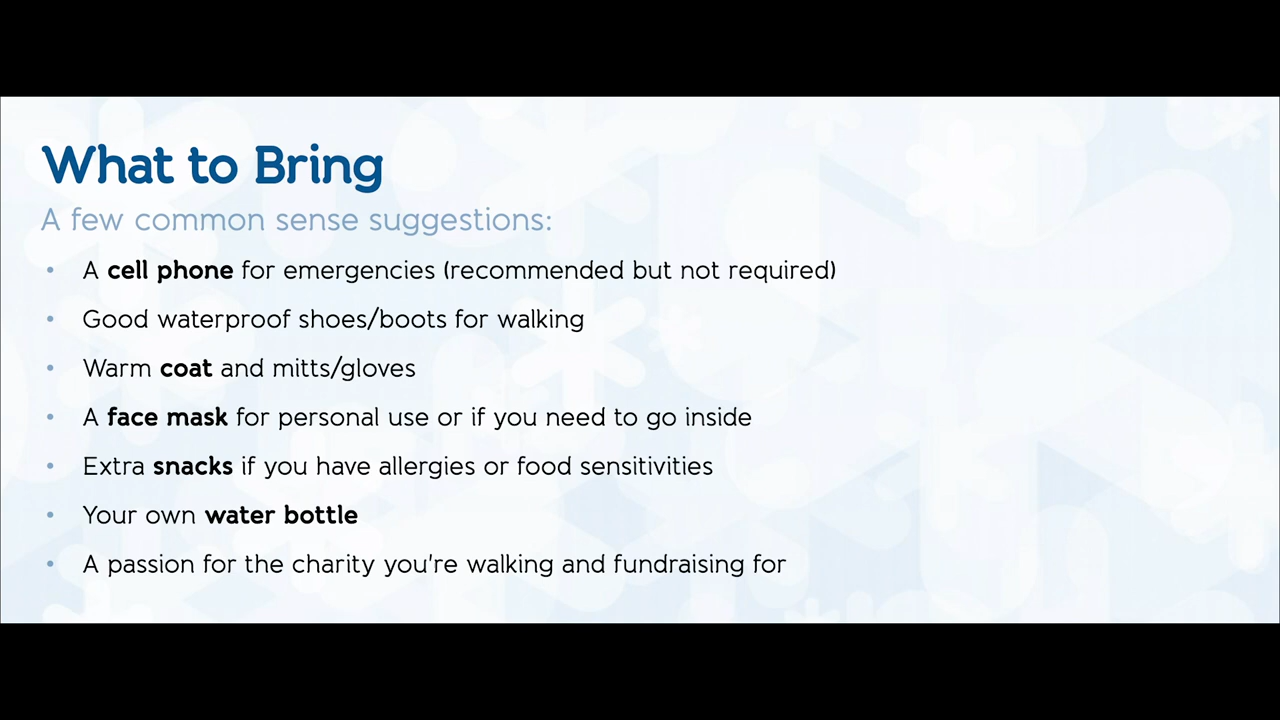 What to Bring
A few common sense suggestions:
• A cell phone for emergencies (recommended but not required)
• Good waterproof shoes/boots for walking
• Warm coat and mitts/gloves
• A face mask for personal use or if you need to go inside
• Extra snacks if you have allergies or food sensitivities
• Your own water bottle
• A passion for the charity you're walking and fundraising for